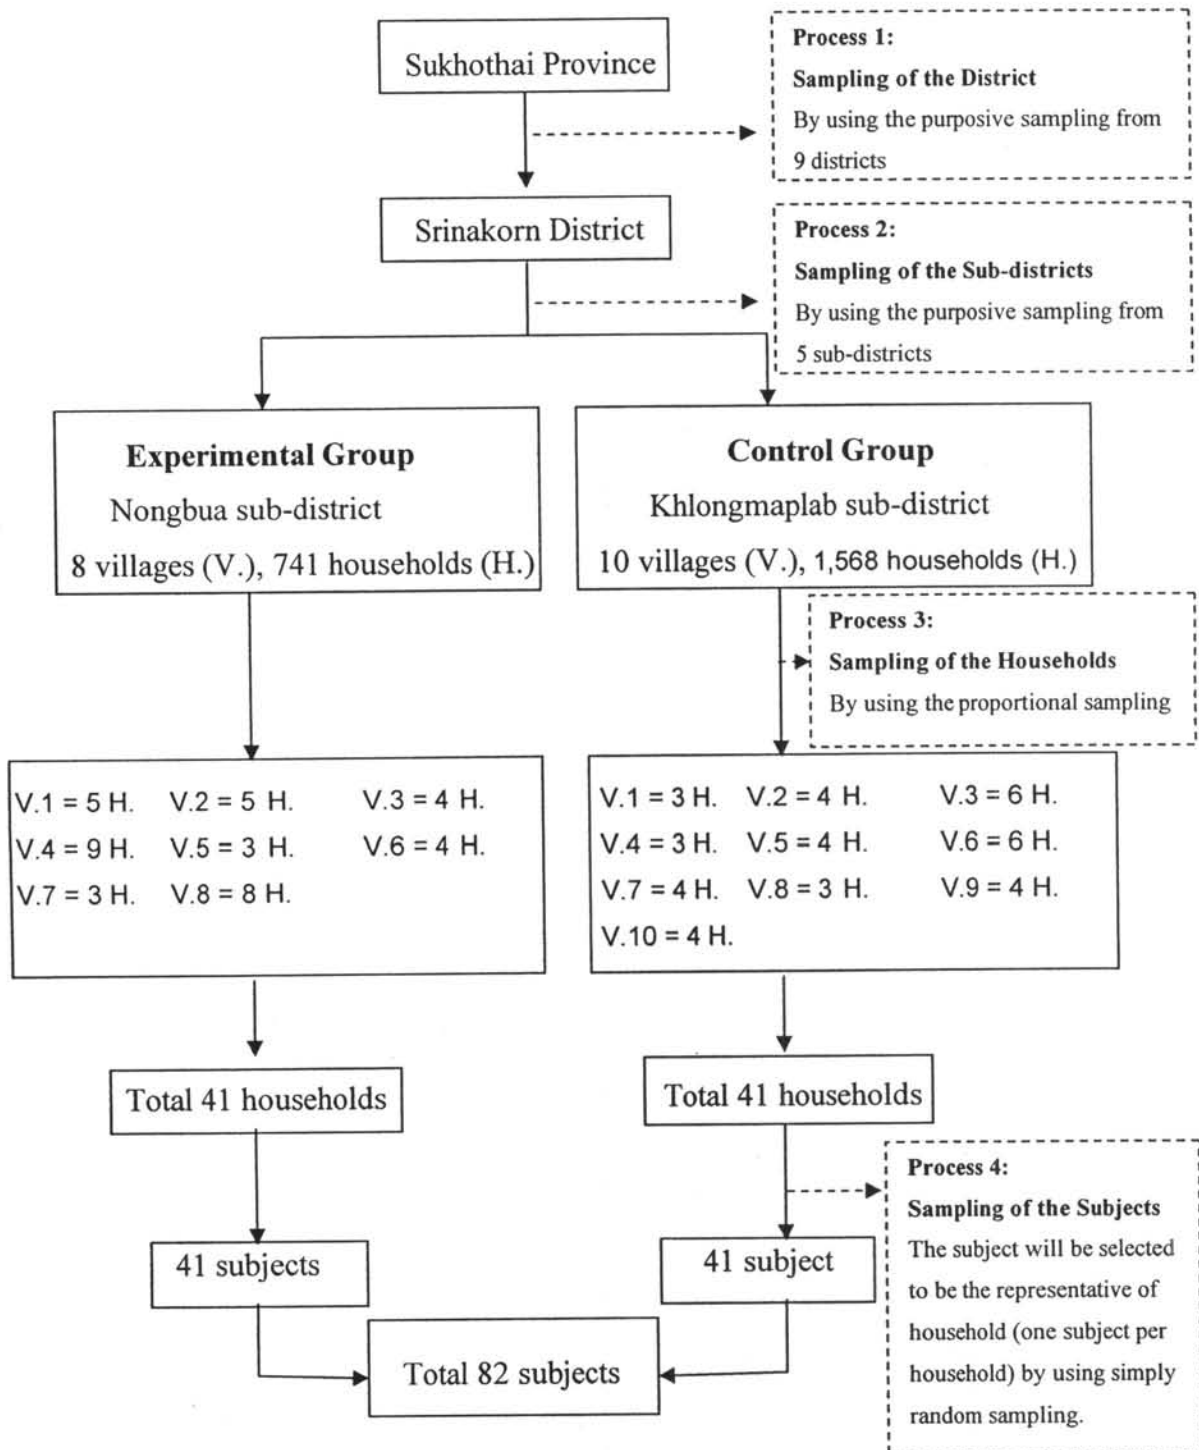 Sukhothai Province
Process 1:
Sampling of the District
By using the purposive sampling from
9 districts
Srinakorn District
Process 2:
Sampling of the Sub-districts
By using the purposive sampling from
5 sub-districts
Experimental Group
Nongbua sub-district
8 villages (V.), 741 households (H.)
Control Group
Khlongmaplab sub-district
10 villages (V.), 1,568 households (H.)
Process 3:
Sampling of the Households
By using the proportional sampling
V.1 = 5 H. V.2 = 5 H. V.3 = 4 H.
V.4 = 9 H. V.5 = 3 H. V.6 = 4 H.
V.7 = 3 H. V.8 = 8 H.
V.1 = 3 H. V.2 = 4 H. V.3 = 6 H.
V.4 = 3 H. V.5 = 4 H. V.6 = 6 H.
V.7 = 4 H. V.8 = 3 H. V.9 = 4 H.
V.10 = 4 H.
Total 41 households
Total 41 households
Process 4:
Sampling of the Subjects
The subject will be selected
to be the representative of
household (one subject per
household) by using simply
random sampling.
41 subjects
41 subject
Total 82 subjects